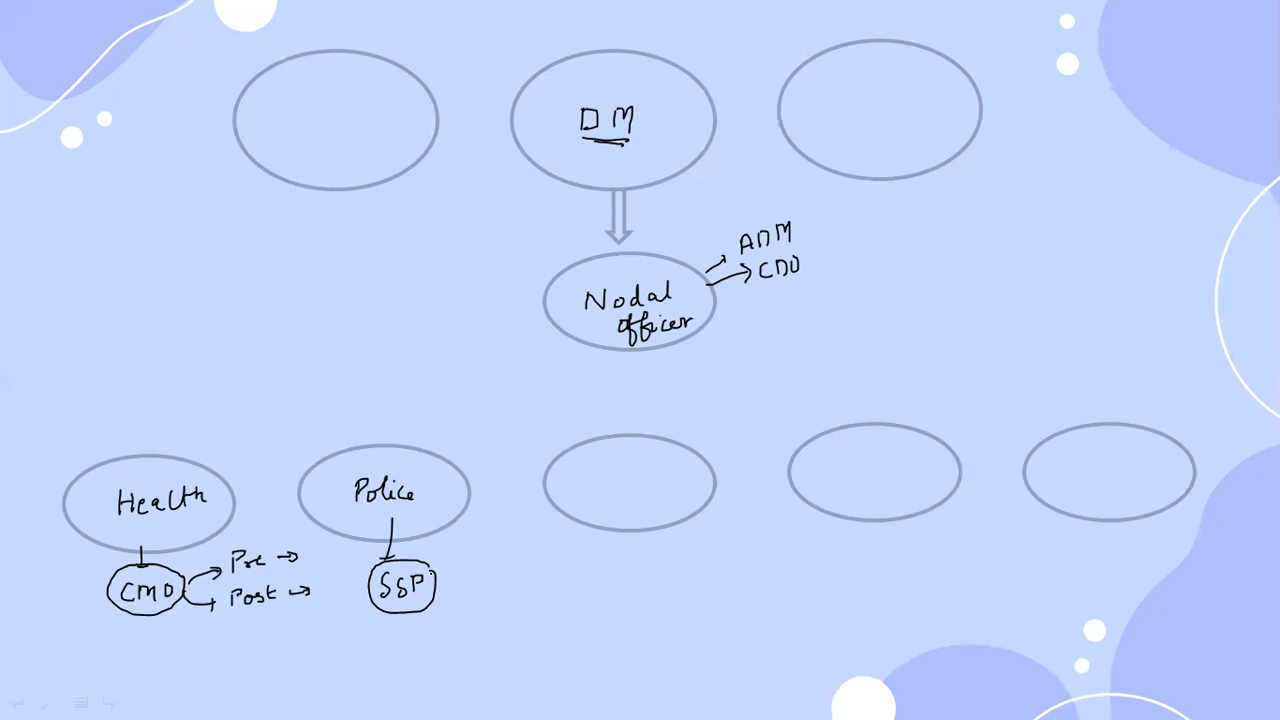 DM
ADM
CDO
Nodal
officer
Health
Police
CMO
Pre →
Post →
SSP